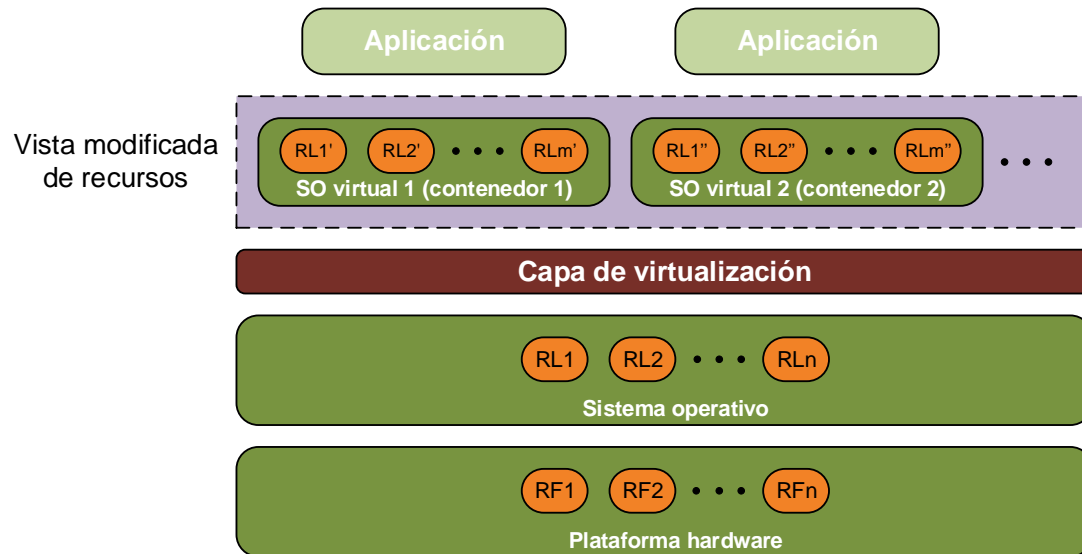 Aplicación
Aplicación
Vista modificada
de recursos
RL1' RL2' • • • RLm'
SO virtual 1 (contenedor 1)
RL1" RL2" • • • RLm"
SO virtual 2 (contenedor 2)
• • •
Capa de virtualización
RL1 RL2 • • • RLn
Sistema operativo
RF1 RF2 • • • RFn
Plataforma hardware